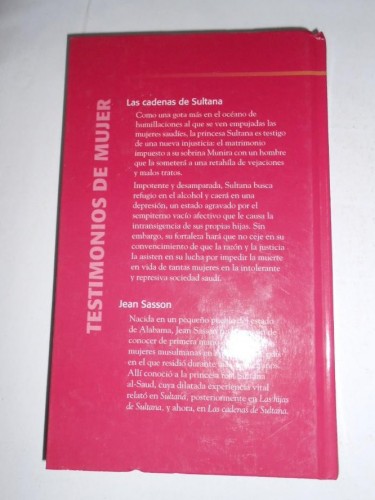 TESTIMONIOS DE MUJER
Las cadenas de Sultana
Como una gota más en el océano de
humillaciones al que se ven empujadas las
mujeres saudíes, la princesa Sultana es testigo
de una nueva injusticia: el matrimonio
impuesto a su sobrina Munira con un hombre
que la someterá a una retahíla de vejaciones
y malos tratos.
Impotente y desamparada, Sultana busca
refugio en el alcohol y caerá en una
depresión, un estado agravado por el
sempiterno vacío afectivo que le causa la
intransigencia de sus propias hijas. Sin
embargo, su fortaleza hará que no ceje en su
convencimiento de que la razón y la justicia
la asisten en su lucha por impedir la muerte
en vida de tantas mujeres en la intolerante
y represiva sociedad saudí.
Jean Sasson
Nacida en un pequeño del estado
de Alabama, Jean Sasson de
conocer de primera
mujeres musulmanas en
en el que residió durante
Allí conoció a la princesa Sultana
al-Saud, cuya dilatada experiencia vital
relató en Sultana, posteriormente en Las hijas
de Sultana, y ahora, en Las cadenas de Sultana.